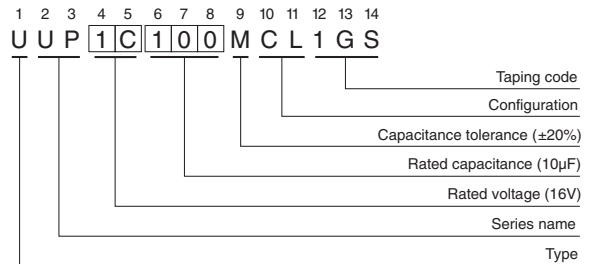 1 2 3 4 5 6 7 8 9 10 11 12 13 14
U U P 1 C 1 0 0 M C L 1 G S
Taping code
Configuration
Capacitance tolerance (±20%)
Rated capacitance (10µF)
Rated voltage (16V)
Series name
Type